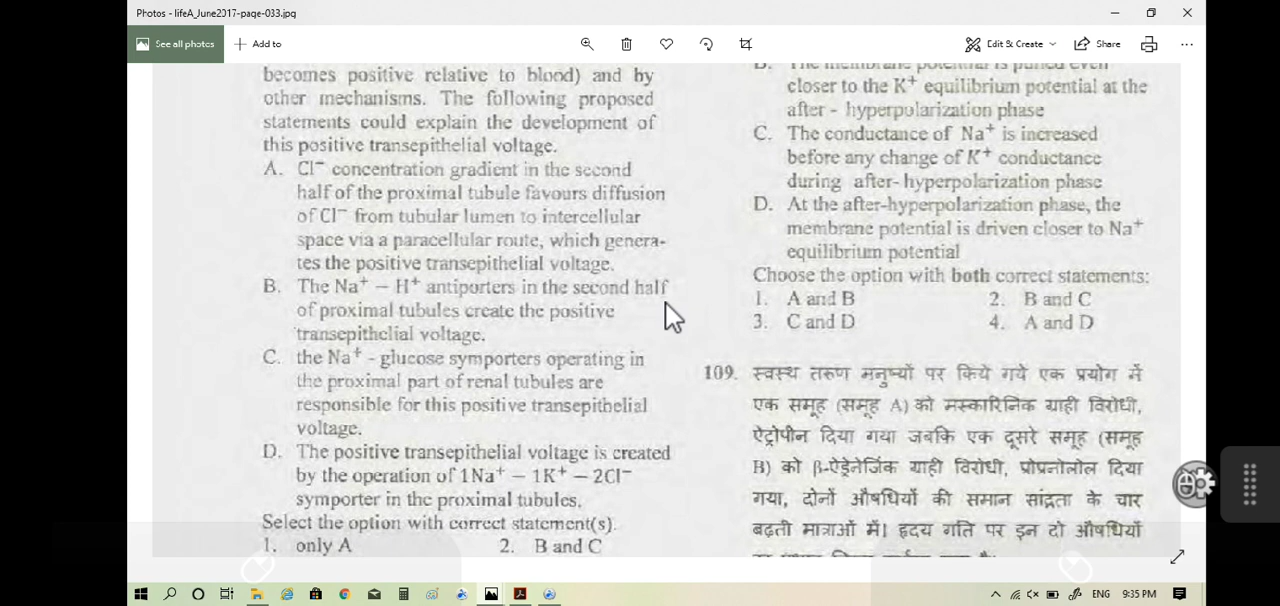 Photos - lifeA_June2017-page-033.jpg
See all photos
Add to
Edit & Create
Share
becomes positive relative to blood) and by
other mechanisms. The following proposed
statements could explain the development of
this positive transepithelial voltage.
A. Cl⁻ concentration gradient in the second
half of the proximal tubule favours diffusion
of Cl⁻ from tubular lumen to intercellular
space via a paracellular route, which genera-
tes the positive transepithelial voltage.
B. The Na⁺ – H⁺ antiporters in the second half
of proximal tubules create the positive
transepithelial voltage.
C. the Na⁺ - glucose symporters operating in
the proximal part of renal tubules are
responsible for this positive transepithelial
voltage.
D. The positive transepithelial voltage is created
by the operation of 1Na⁺ – 1K⁺ – 2Cl⁻
symporter in the proximal tubules.
Select the option with correct statement(s).
1. only A 2. B and C
B. The membrane potential is pulled even
closer to the K⁺ equilibrium potential at the
after - hyperpolarization phase
C. The conductance of Na⁺ is increased
before any change of K⁺ conductance
during after- hyperpolarization phase
D. At the after-hyperpolarization phase, the
membrane potential is driven closer to Na⁺
equilibrium potential
Choose the option with both correct statements:
1. A and B 2. B and C
3. C and D 4. A and D
109. स्वस्थ तरुण मनुष्यों पर किये गये एक प्रयोग में
एक समूह (समूह A) को मस्कारिनिक ग्राही विरोधी,
ऐट्रोपीन दिया गया जबकि एक दूसरे समूह (समूह
B) को β-ऐड्रेनेर्जिक ग्राही विरोधी, प्रोप्रनोलोल दिया
गया, दोनों औषधियों की समान सांद्रता के चार
बढ़ती मात्राओं में। हृदय गति पर इन दो औषधियों
ENG 9:35 PM